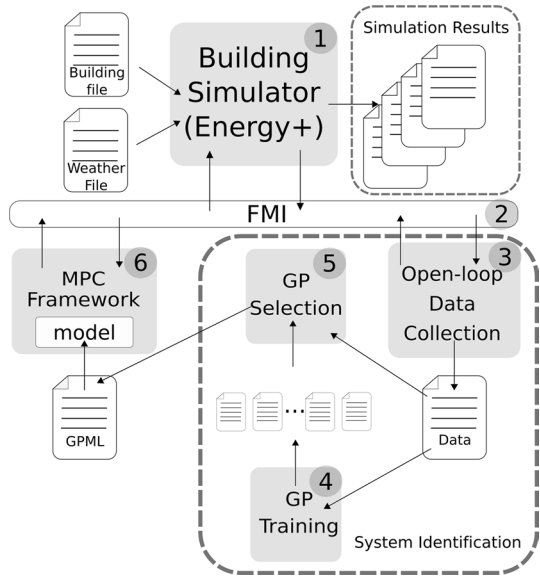 1
Simulation Results
Building
file
Building
Simulator
(Energy+)
Weather
File
FMI
2
6
MPC
Framework
model
5
GP
Selection
3
Open-loop
Data
Collection
GPML
...
Data
4
GP
Training
System Identification